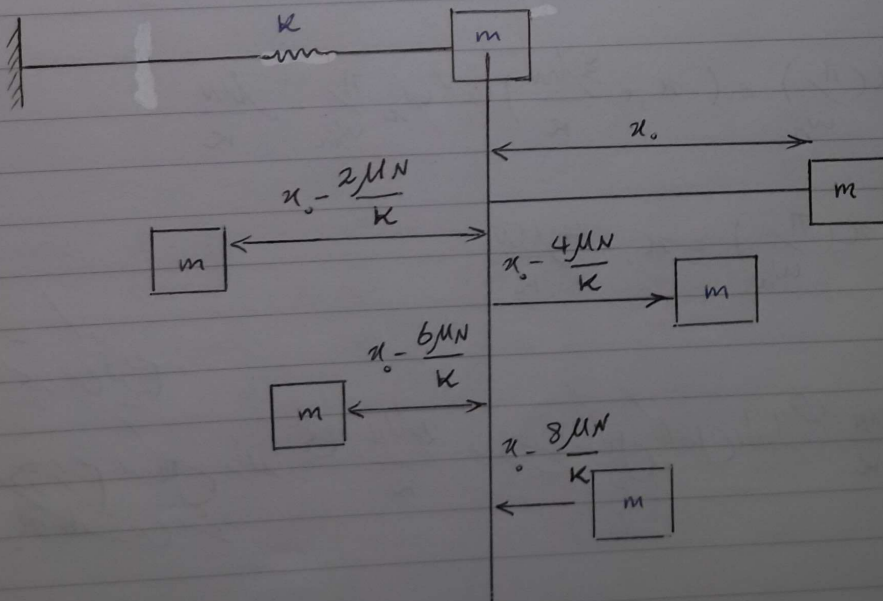 K
m
x₀
m
x₀ - 2μN/K
m
x₀ - 4μN/K
m
x₀ - 6μN/K
m
x₀ - 8μN/K
m